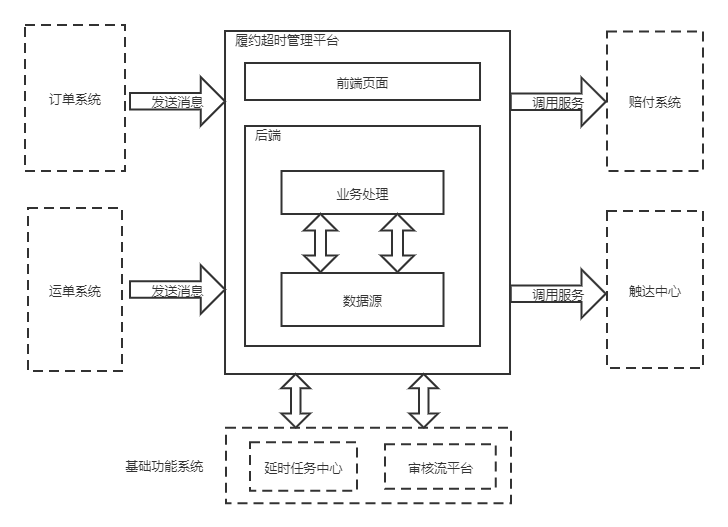 履约超时管理平台
订单系统
发送消息
前端页面
调用服务
赔付系统
后端
业务处理
运单系统
发送消息
数据源
调用服务
触达中心
基础功能系统
延时任务中心
审核流平台